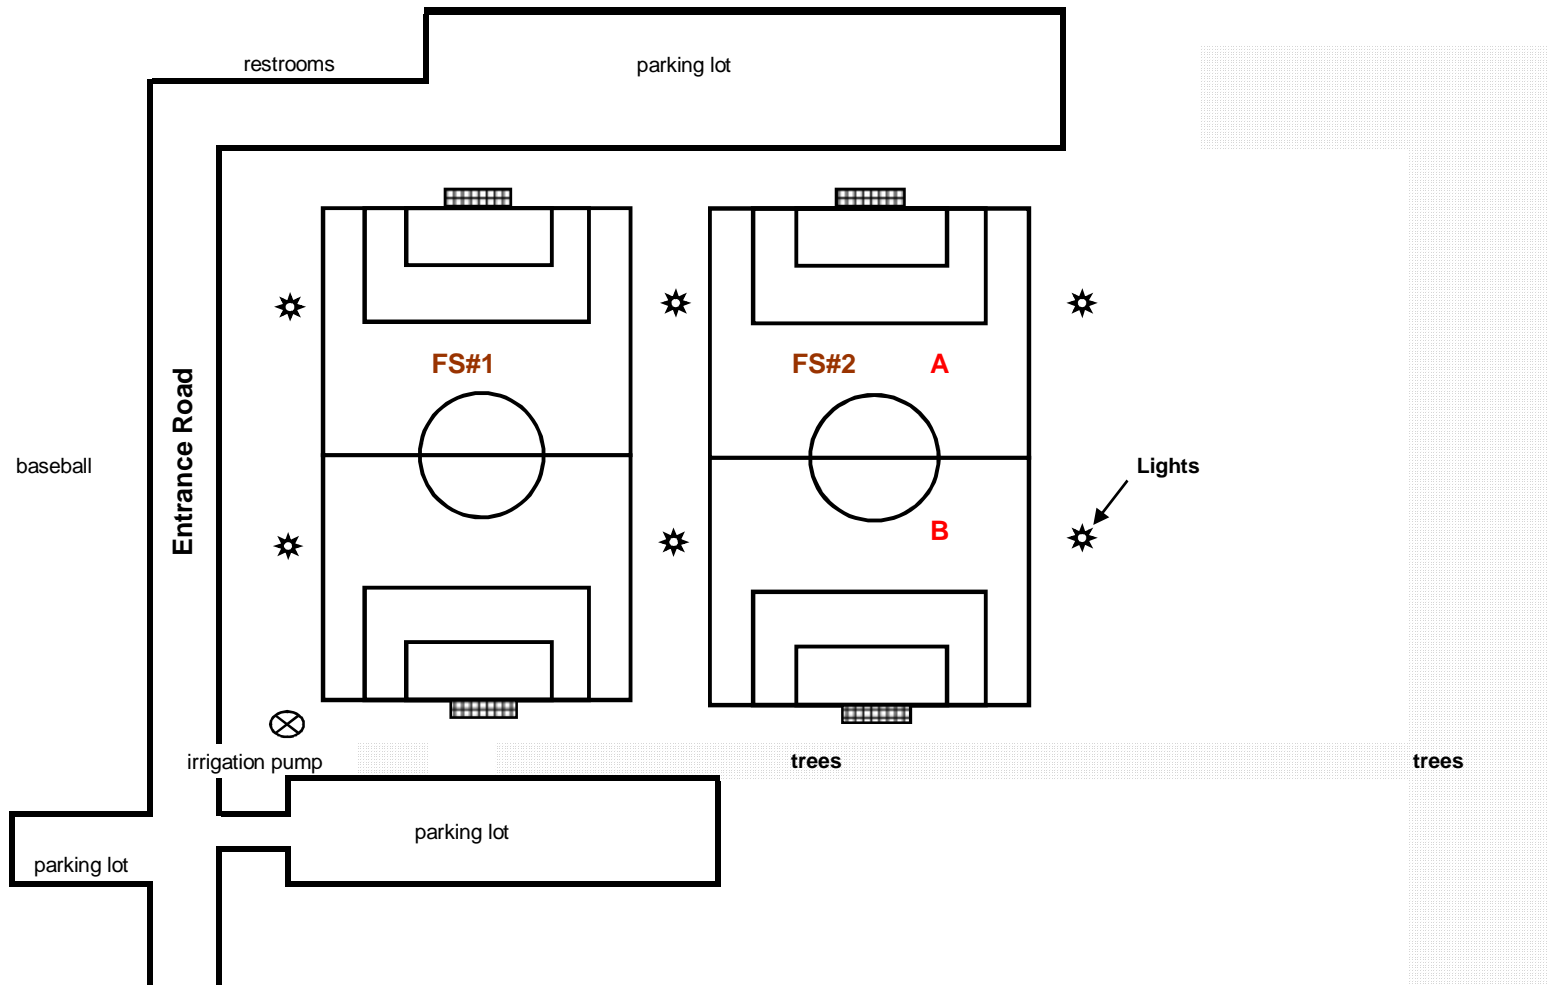 restrooms
parking lot
FS#1
FS#2
A
Entrance Road
baseball
Lights
B
irrigation pump
trees
trees
parking lot
parking lot